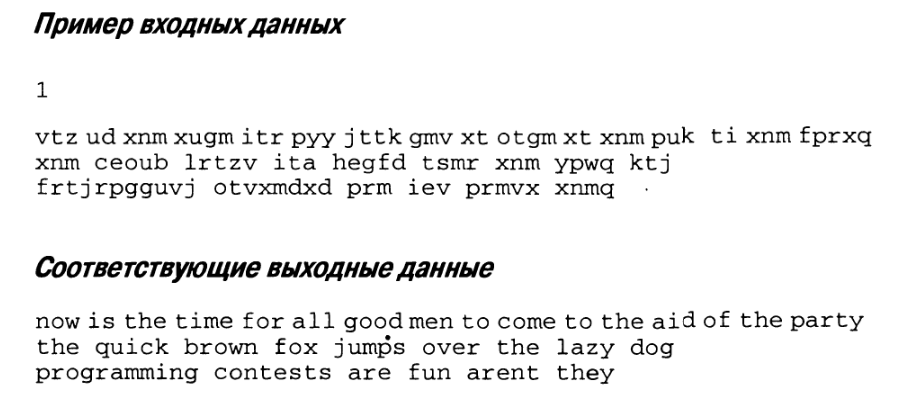 Пример входных данных
1
vtz ud xnm xugm itr pyy jttk gmv xt otgm xt xnm puk ti xnm fprxq
xnm ceoub lrtzv ita hegfd tsmr xnm ypwq ktj
frtjrpgguvj otvxmdxd prm iev prmvx xnmq
Соответствующие выходные данные
now is the time for all good men to come to the aid of the party
the quick brown fox jumps over the lazy dog
programming contests are fun arent they